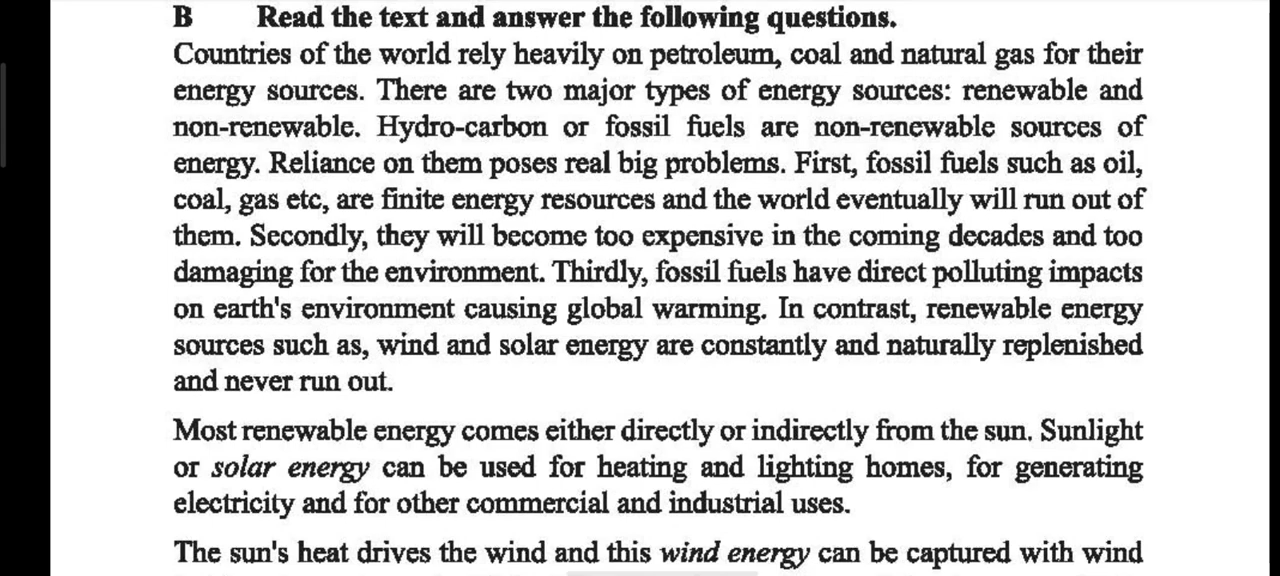 B Read the text and answer the following questions.
Countries of the world rely heavily on petroleum, coal and natural gas for their
energy sources. There are two major types of energy sources: renewable and
non-renewable. Hydro-carbon or fossil fuels are non-renewable sources of
energy. Reliance on them poses real big problems. First, fossil fuels such as oil,
coal, gas etc, are finite energy resources and the world eventually will run out of
them. Secondly, they will become too expensive in the coming decades and too
damaging for the environment. Thirdly, fossil fuels have direct polluting impacts
on earth's environment causing global warming. In contrast, renewable energy
sources such as, wind and solar energy are constantly and naturally replenished
and never run out.
Most renewable energy comes either directly or indirectly from the sun. Sunlight
or solar energy can be used for heating and lighting homes, for generating
electricity and for other commercial and industrial uses.
The sun's heat drives the wind and this wind energy can be captured with wind